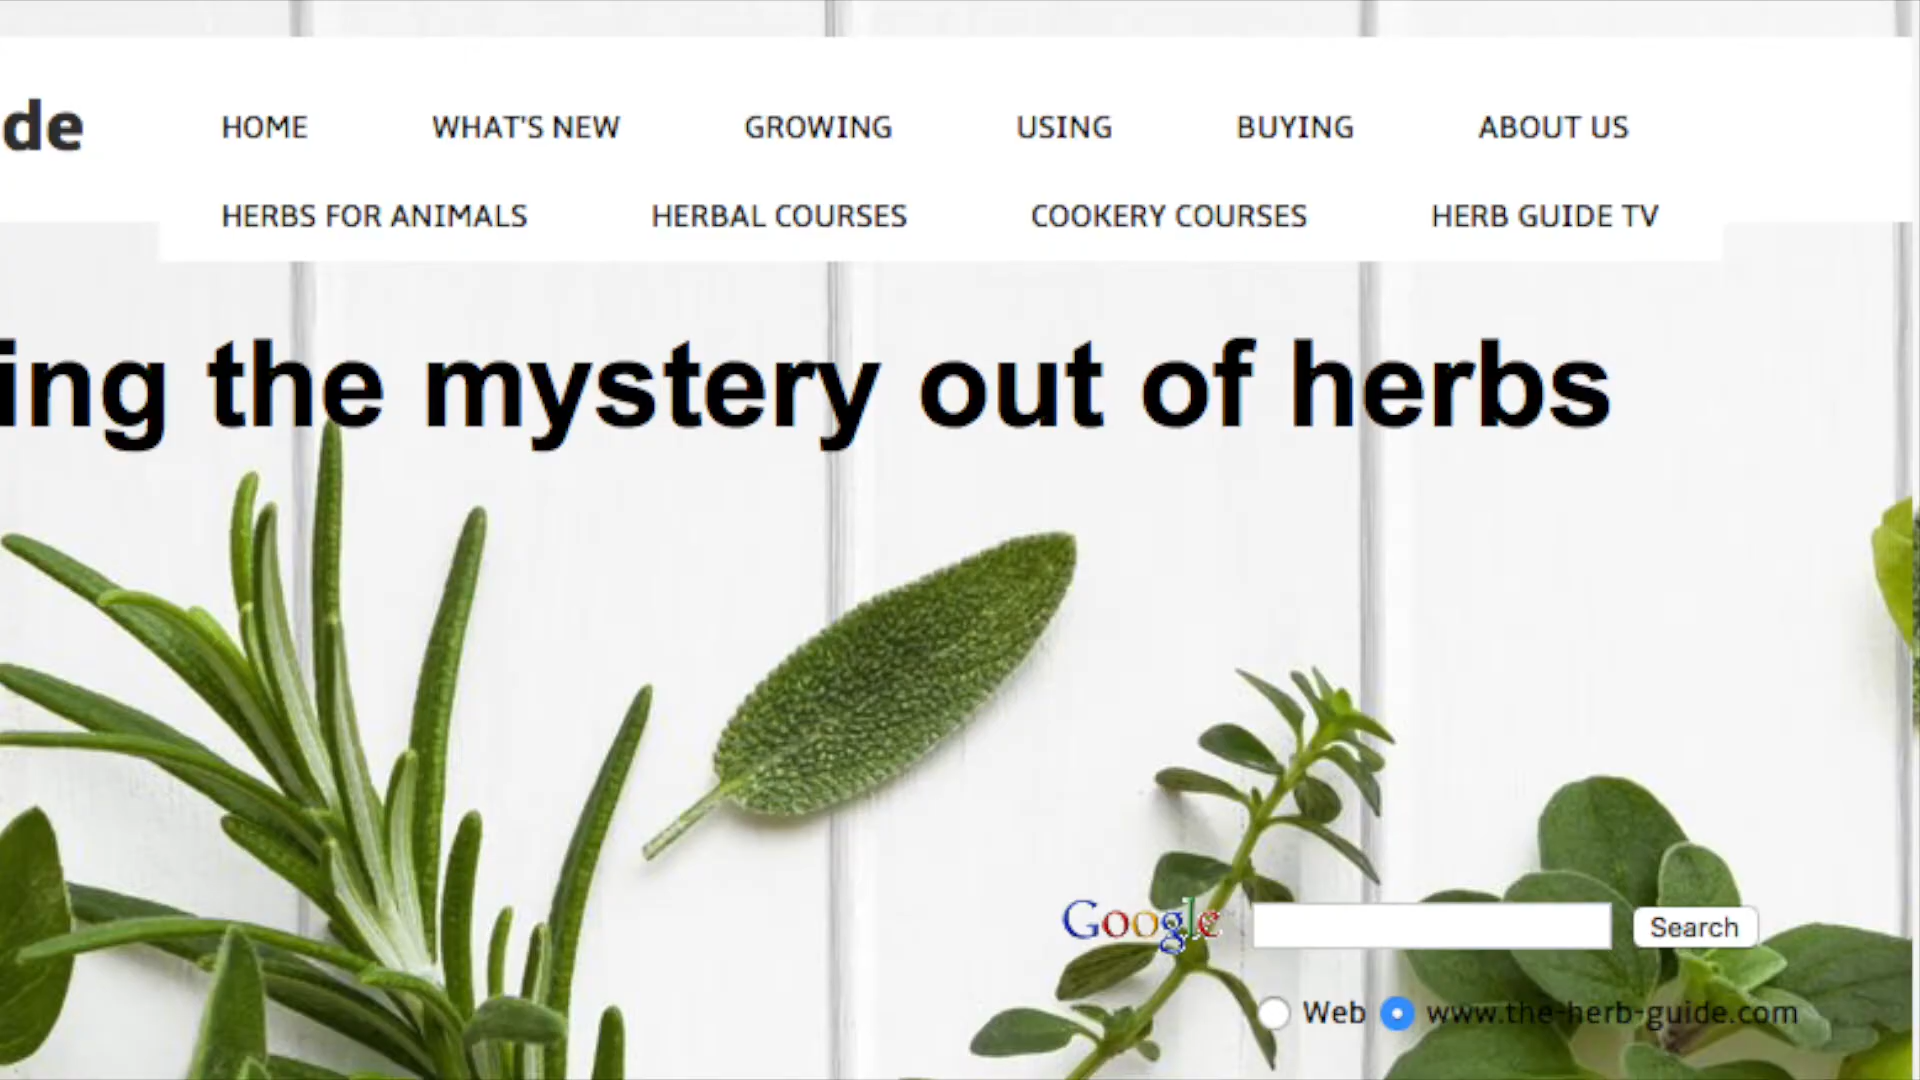 de
HOME WHAT'S NEW GROWING USING BUYING ABOUT US
HERBS FOR ANIMALS HERBAL COURSES COOKERY COURSES HERB GUIDE TV
ing the mystery out of herbs
Google Search
Web www.the-herb-guide.com